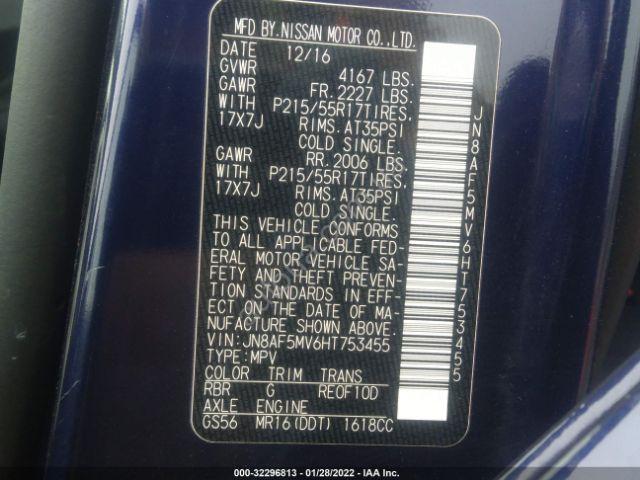 MFD BY.NISSAN MOTOR CO.,LTD.
DATE 12/16
GVWR 4167 LBS.
GAWR FR. 2227 LBS.
WITH P215/55R17TIRES,
17X7J RIMS.AT35PSI
COLD SINGLE.
GAWR RR. 2006 LBS.
WITH P215/55R17TIRES,
17X7J RIMS.AT35PSI
COLD SINGLE.
THIS VEHICLE CONFORMS
TO ALL APPLICABLE FED-
ERAL MOTOR VEHICLE SA-
FETY AND THEFT PREVEN-
TION STANDARDS IN EFF-
ECT ON THE DATE OF MA-
NUFACTURE SHOWN ABOVE.
VIN:JN8AF5MV6HT753455
TYPE:MPV
COLOR TRIM TRANS
RBR G RE0F10D
AXLE ENGINE
GS56 MR16(DDT) 1618CC
JN8AF5MV6HT753455
000-32296813 - 01/28/2022 - IAA Inc.